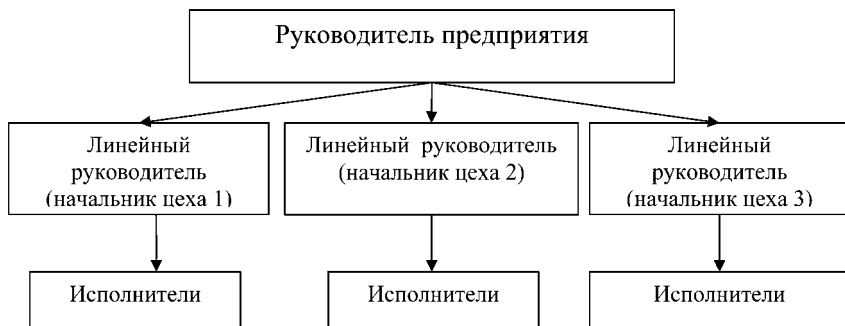 Руководитель предприятия
Линейный
руководитель
(начальник цеха 1)
Линейный руководитель
(начальник цеха 2)
Линейный
руководитель
(начальник цеха 3)
Исполнители
Исполнители
Исполнители